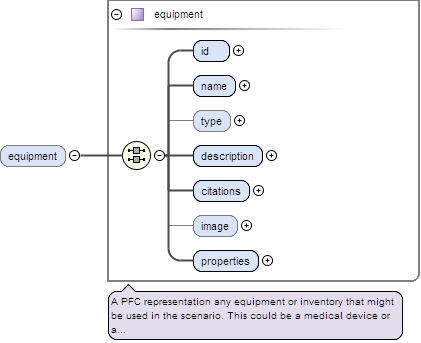 equipment
id
name
type
equipment
description
citations
image
properties
A PFC representation any equipment or inventory that might
be used in the scenario. This could be a medical device or
a...